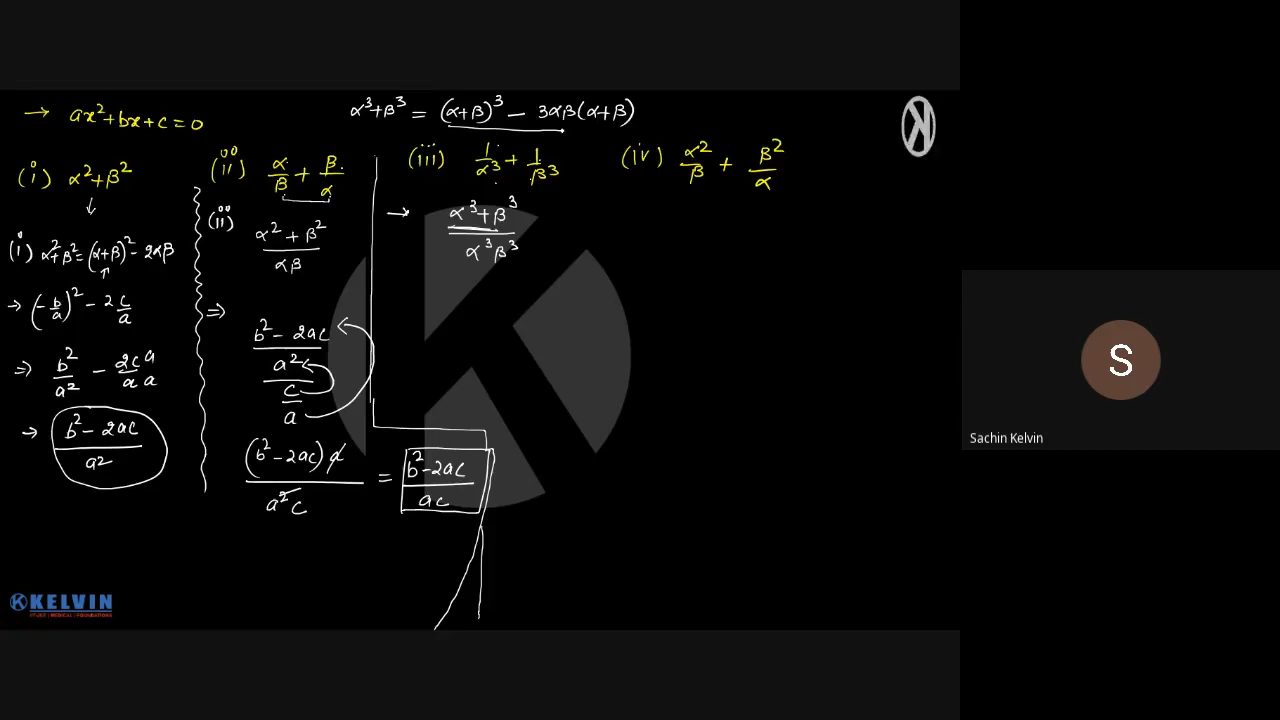 → ax²+bx+c=0
α³+β³ = (α+β)³ − 3αβ(α+β)
(i) α²+β²
(ii) α/β + β/α
(iii) 1/α³ + 1/β³
(iv) α²/β + β²/α
↓
(i) α²+β²=(α+β)²−2αβ
→ (−b/a)² − 2c/a
⇒ b²/a² − 2c a/a a
→ b²−2ac/a²
(ii) α²+β²/αβ
⇒ b²−2ac
a²
c
a
(b²−2ac)a/a²c = b²−2ac/ac
→ α³+β³/α³β³
S
Sachin Kelvin
KELVIN